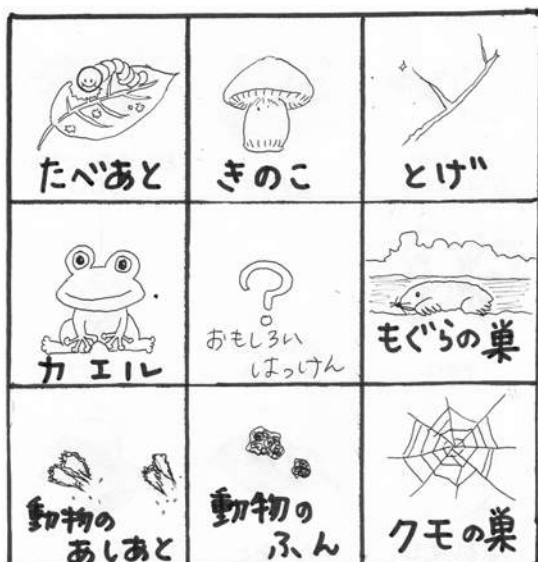 たべあと
きのこ
とげ
カエル
?
おもしろい
はっけん
もぐらの巣
動物の
あしあと
動物の
ふん
クモの巣